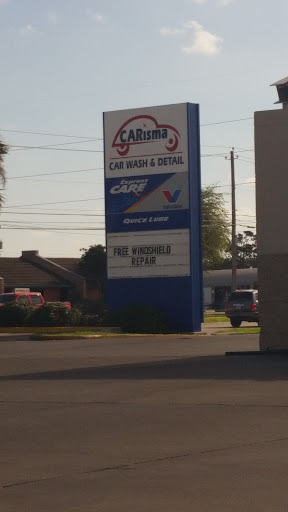 CARisma
CAR WASH & DETAIL
Express
CARE
QUICK LUBE
FREE WINDSHIELD
REPAIR